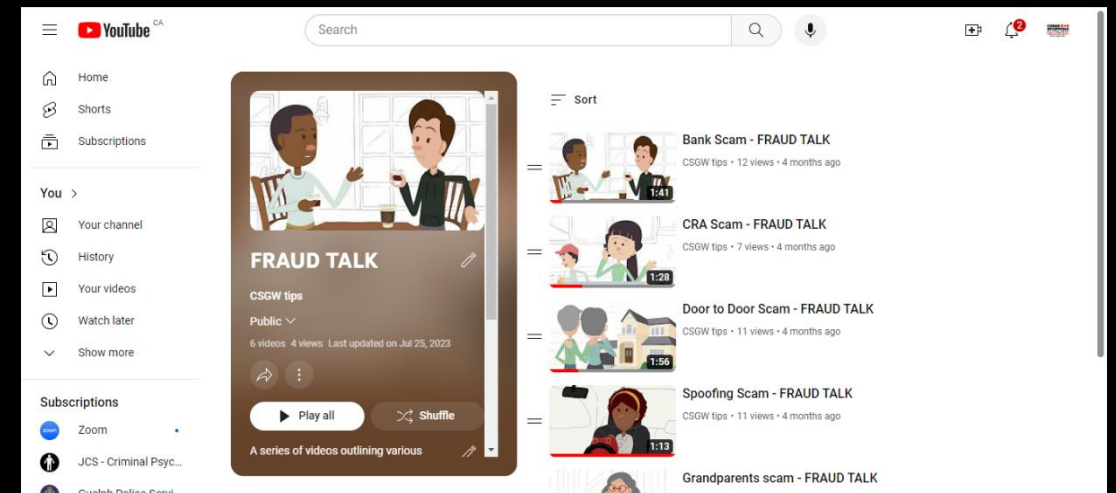 YouTube CA
Search
2
Home
Shorts
Subscriptions
You
Your channel
History
Your videos
Watch later
Show more
Subscriptions
Zoom
JCS - Criminal Psyc...
Guelph Police Servi...
FRAUD TALK
CSGW tips
Public
6 videos 4 views Last updated on Jul 25, 2023
Play all
Shuffle
A series of videos outlining various
Sort
1:41
Bank Scam - FRAUD TALK
CSGW tips • 12 views • 4 months ago
1:28
CRA Scam - FRAUD TALK
CSGW tips • 7 views • 4 months ago
1:56
Door to Door Scam - FRAUD TALK
CSGW tips • 11 views • 4 months ago
1:13
Spoofing Scam - FRAUD TALK
CSGW tips • 11 views • 4 months ago
Grandparents scam - FRAUD TALK